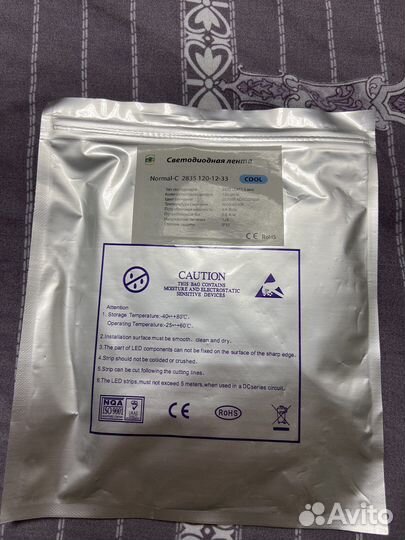 Светодиодная лента
Normal-C 2835 120-12-33 COOL
CE RoHS
CAUTION
THIS BAG CONTAINS
MOISTURE AND ELECTROSTATIC
SENSITIVE DEVICES
Attention
1. Storage Temperature:-40~+80℃.
Operating Temperature:-25~+60℃.
2.Installation surface must be smooth, clean and dry.
3.The part of LED components can not be fixed on the surface of the sharp edge.
4.Strip should not be collided or crushed.
5.Strip can be cut following the cutting lines.
6.The LED strips,must not exceed 5 meters,when used in a DCseries circuit.
NQA
ISO 9001
CE
RoHS
Avito